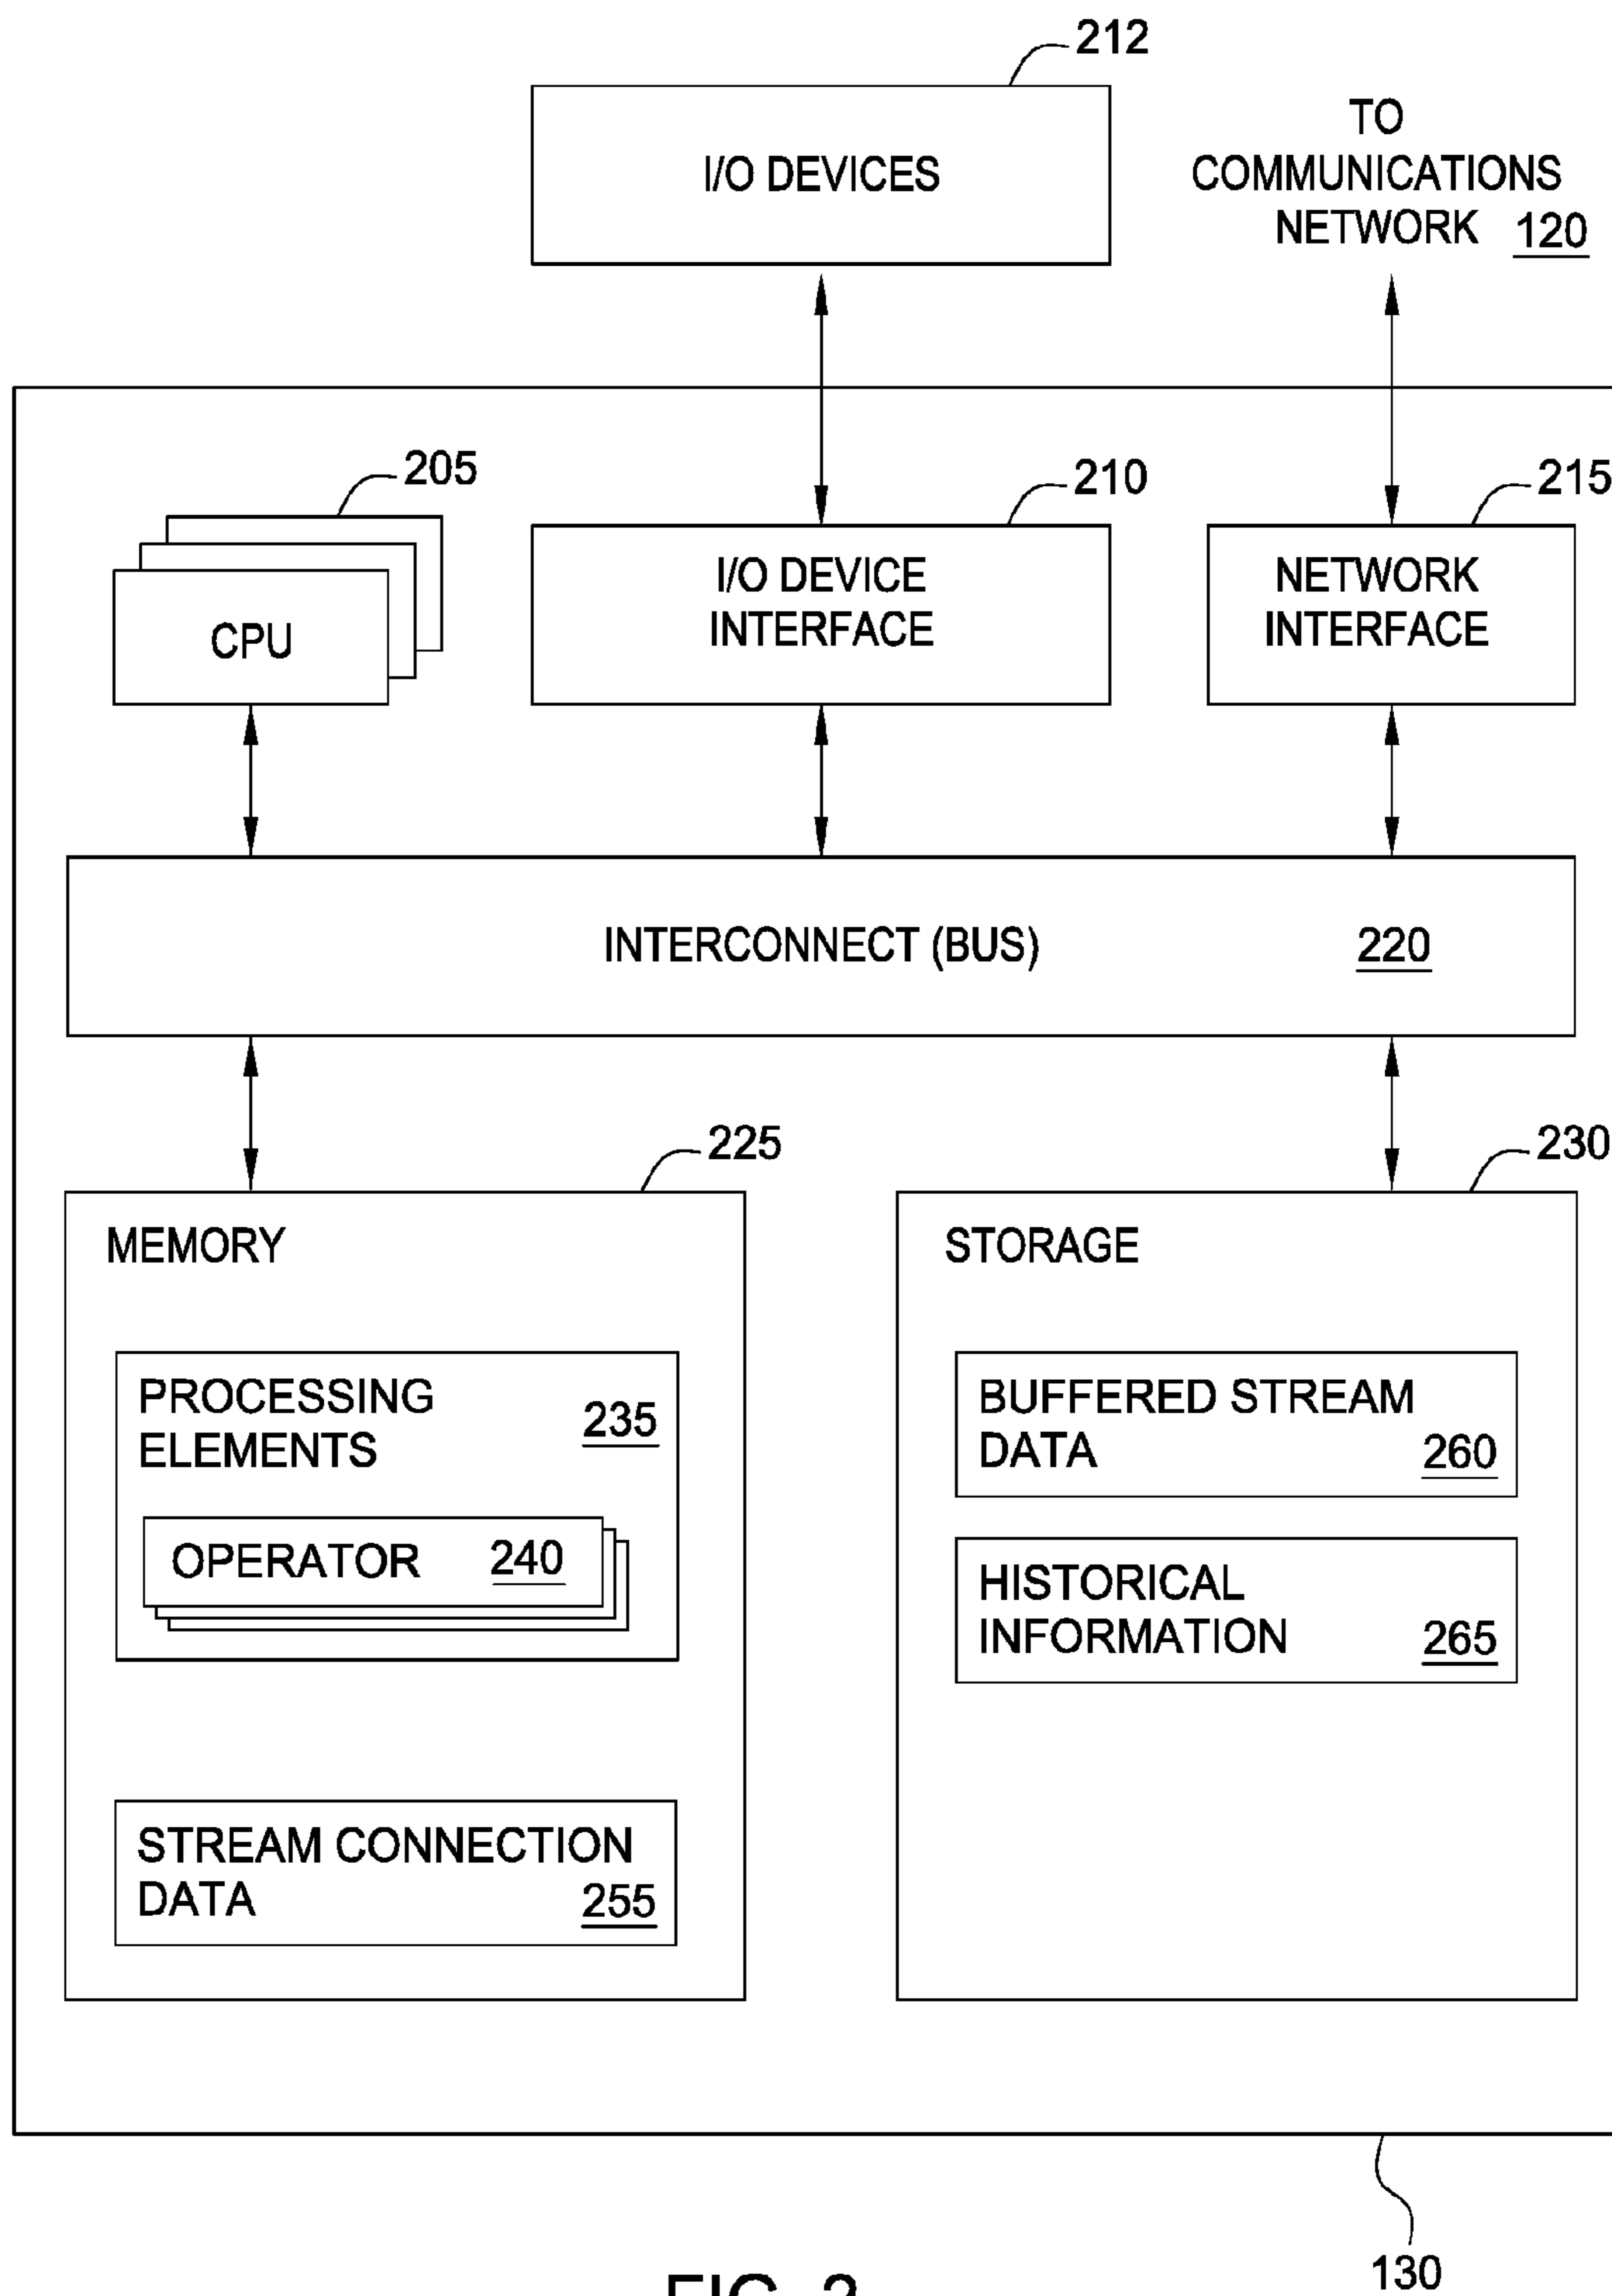 212
I/O DEVICES
TO
COMMUNICATIONS
NETWORK 120
205
210
215
CPU
I/O DEVICE
INTERFACE
NETWORK
INTERFACE
INTERCONNECT (BUS) 220
225
230
MEMORY
PROCESSING
ELEMENTS 235
OPERATOR 240
STREAM CONNECTION
DATA 255
STORAGE
BUFFERED STREAM
DATA 260
HISTORICAL
INFORMATION 265
130